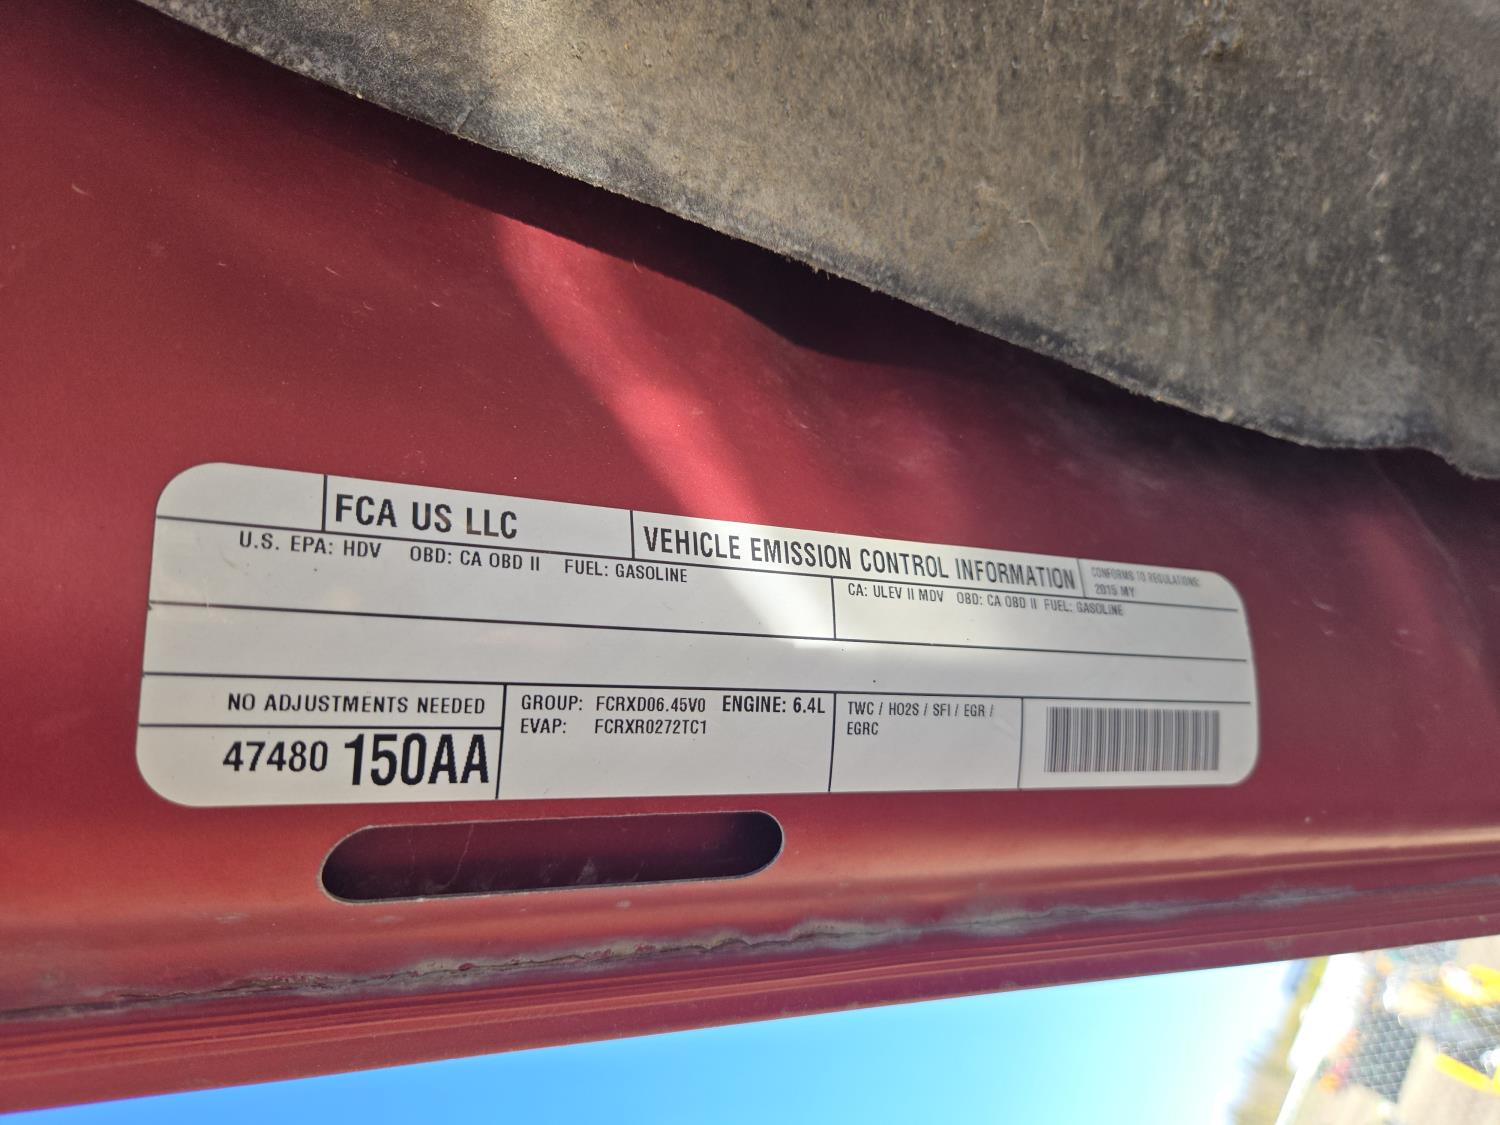 FCA US LLC
VEHICLE EMISSION CONTROL INFORMATION
CONFORMS TO REGULATIONS:
2015 MY
U.S. EPA: HDV OBD: CA OBD II FUEL: GASOLINE
CA: ULEV II MDV OBD: CA OBD II FUEL: GASOLINE
NO ADJUSTMENTS NEEDED
47480 150AA
GROUP: FCRXD06.45V0 ENGINE: 6.4L
EVAP: FCRXR0272TC1
TWC / HO2S / SFI / EGR /
EGRC